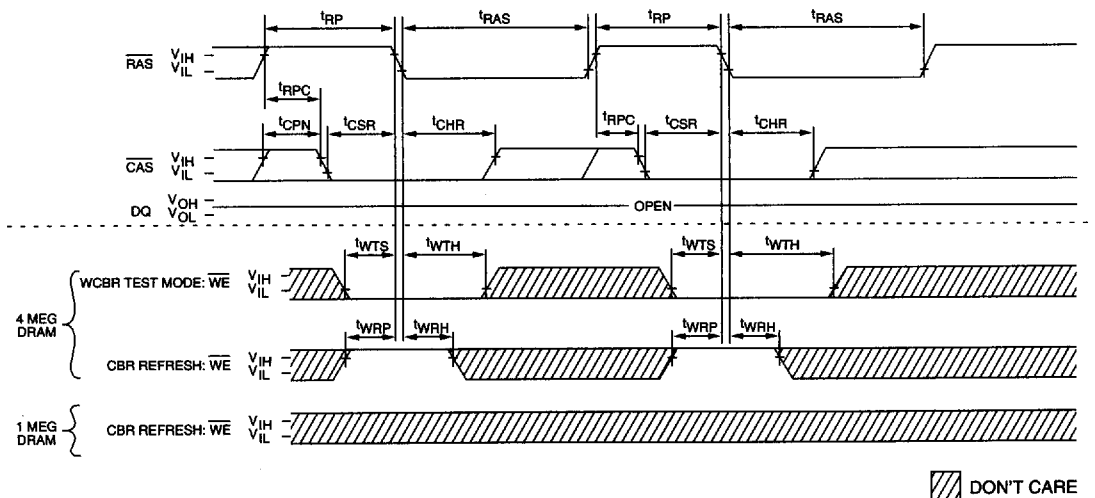 tRP tRAS tRP tRAS
RAS VIH VIL
tRPC
tCPN tCSR tCHR tRPC tCSR tCHR
CAS VIH VIL
DQ VOH VOL OPEN
tWTS tWTH tWTS tWTH
WCBR TEST MODE: WE VIH VIL
4 MEG DRAM
tWRP tWRH tWRP tWRH
CBR REFRESH: WE VIH VIL
1 MEG DRAM CBR REFRESH: WE VIH VIL
DON'T CARE